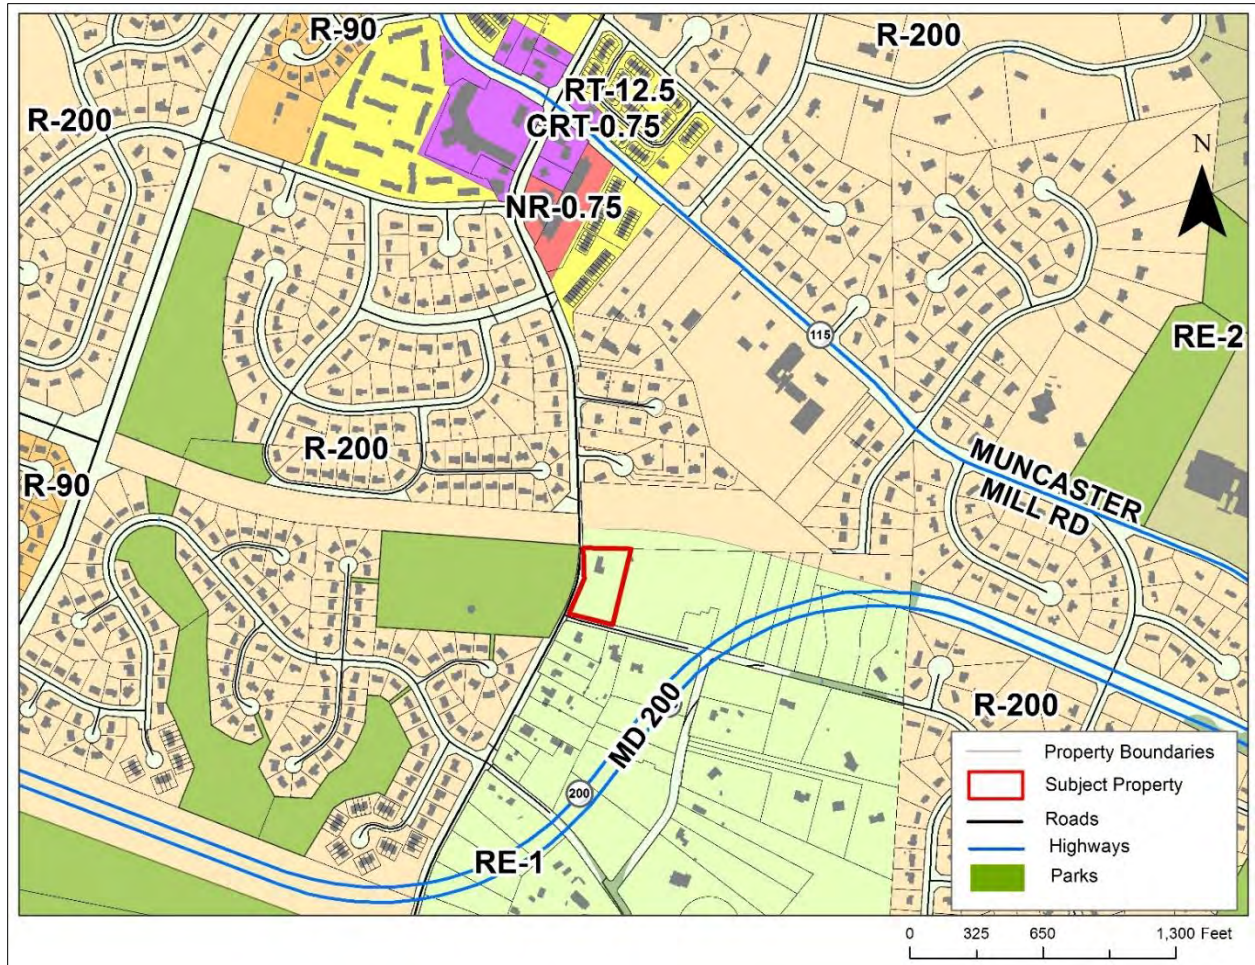 R-90
R-200
RT-12.5
R-200
CRT-0.75
N
NR-0.75
115
RE-2
R-200
R-90
MUNCASTER
MILL RD
MD 200
R-200
200
RE-1
Property Boundaries
Subject Property
Roads
Highways
Parks
0 325 650 1,300 Feet